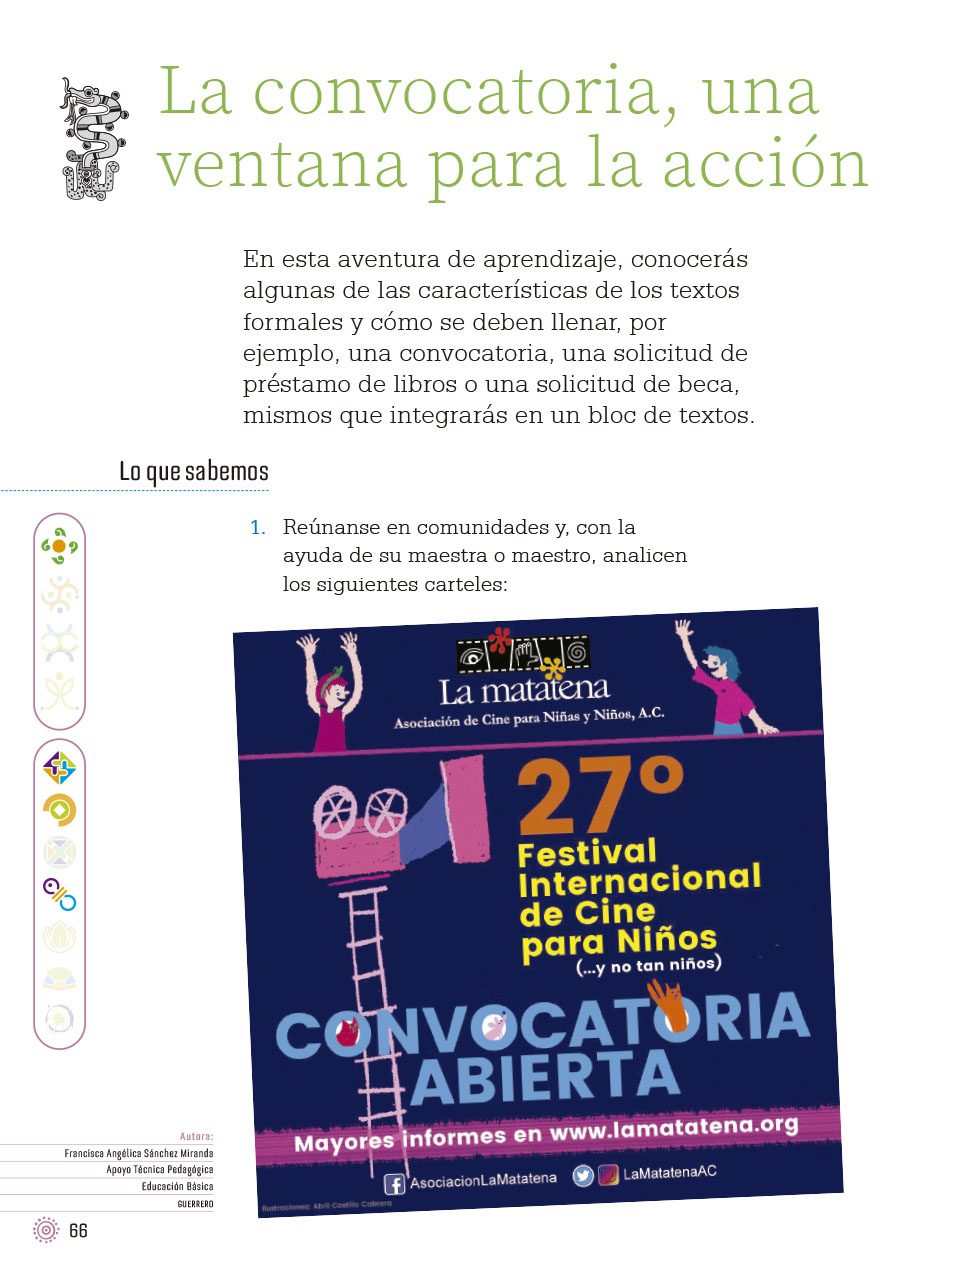 La convocatoria, una
ventana para la acción
En esta aventura de aprendizaje, conocerás
algunas de las características de los textos
formales y cómo se deben llenar, por
ejemplo, una convocatoria, una solicitud de
préstamo de libros o una solicitud de beca,
mismos que integrarás en un bloc de textos.
Lo que sabemos
1. Reúnanse en comunidades y, con la
ayuda de su maestra o maestro, analicen
los siguientes carteles:
La matatena
Asociación de Cine para Niñas y Niños, A.C.
27º
Festival
Internacional
de Cine
para Niños
(...y no tan niños)
CONVOCATORIA
ABIERTA
Mayores informes en www.lamatatena.org
AsociacionLaMatatena
LaMatatenaAC
Ilustraciones: Abril Castillo Cabrera
Autora:
Francisca Angélica Sánchez Miranda
Apoyo Técnica Pedagógica
Educación Básica
GUERRERO
66